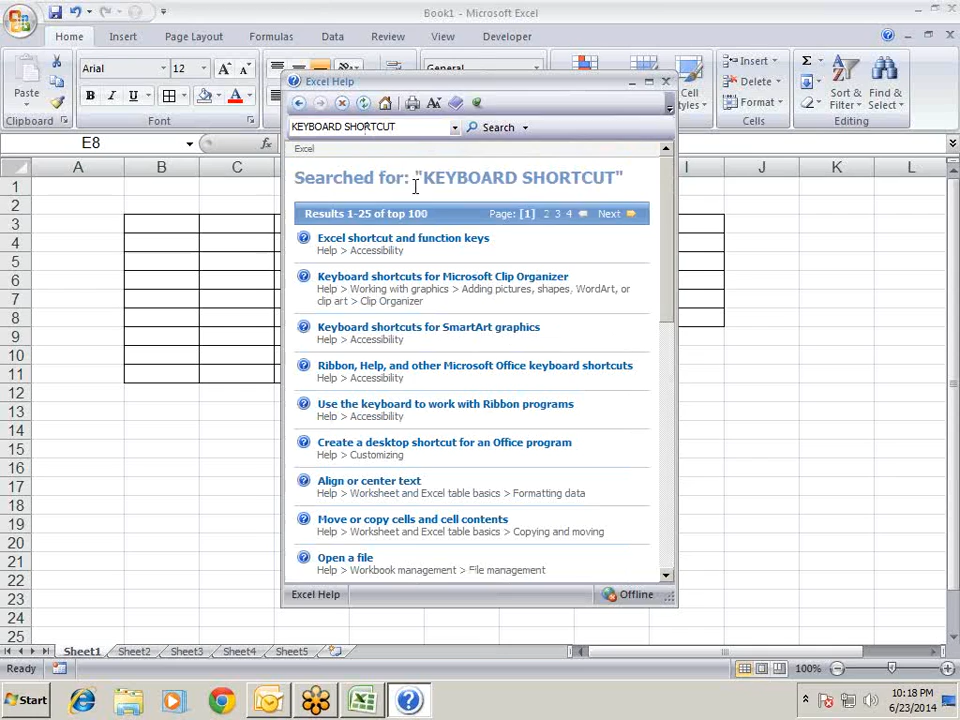 Book1 - Microsoft Excel
Home Insert Page Layout Formulas Data Review View Developer
Paste
Arial 12
B I U
General
Cell
Styles
Insert
Delete
Format
Sort &
Filter
Find &
Select
Clipboard Font Cells Editing
E8
fx
A B C I J K L
1
2
3
4
5
6
7
8
9
10
11
12
13
14
15
16
17
18
19
20
21
22
23
24
25
Excel Help
KEYBOARD SHORTCUT Search
Excel
Searched for: "KEYBOARD SHORTCUT"
Results 1-25 of top 100 Page: [1] 2 3 4 Next
Excel shortcut and function keys
Help > Accessibility
Keyboard shortcuts for Microsoft Clip Organizer
Help > Working with graphics > Adding pictures, shapes, WordArt, or
clip art > Clip Organizer
Keyboard shortcuts for SmartArt graphics
Help > Accessibility
Ribbon, Help, and other Microsoft Office keyboard shortcuts
Help > Accessibility
Use the keyboard to work with Ribbon programs
Help > Accessibility
Create a desktop shortcut for an Office program
Help > Customizing
Align or center text
Help > Worksheet and Excel table basics > Formatting data
Move or copy cells and cell contents
Help > Worksheet and Excel table basics > Copying and moving
Open a file
Help > Workbook management > File management
Excel Help Offline
Sheet1 Sheet2 Sheet3 Sheet4 Sheet5
Ready 100%
Start
10:18 PM
6/23/2014